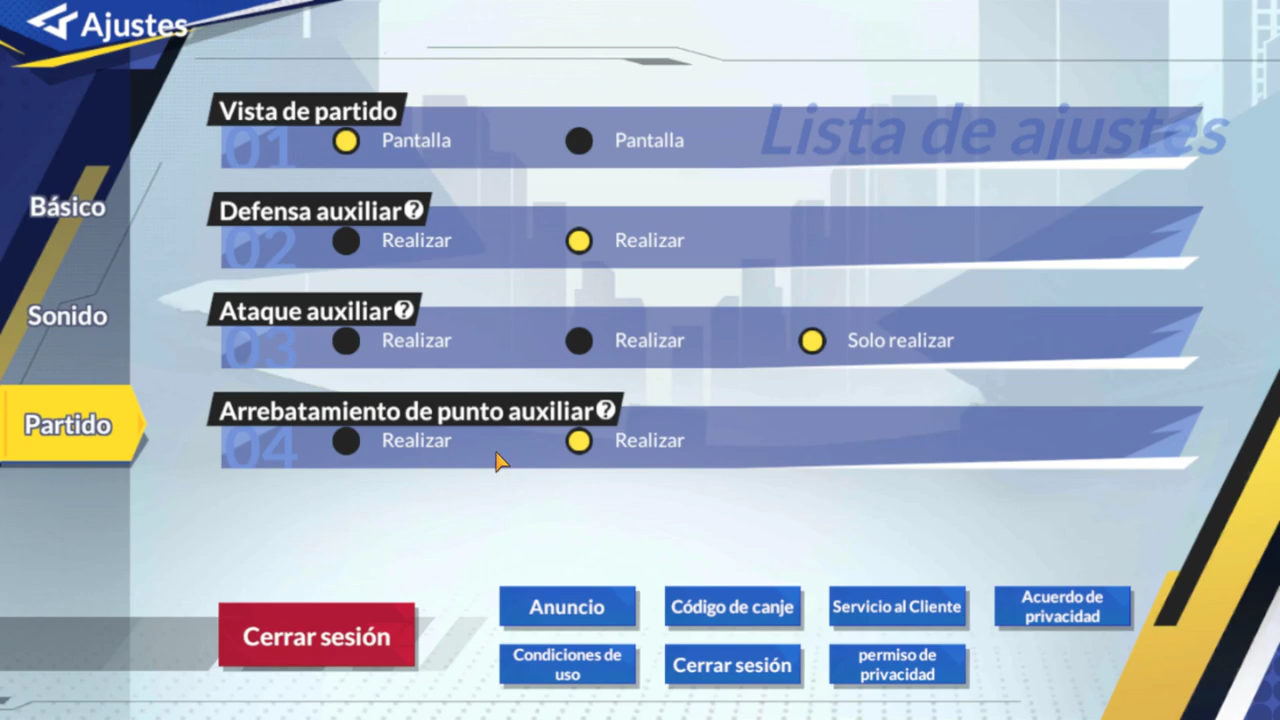 Ajustes
Lista de ajustes
Básico
Sonido
Partido
Vista de partido
01
Pantalla Pantalla
Defensa auxiliar?
02
Realizar Realizar
Ataque auxiliar?
03
Realizar Realizar Solo realizar
Arrebatamiento de punto auxiliar?
04
Realizar Realizar
Cerrar sesión
Anuncio
Código de canje
Servicio al Cliente
Acuerdo de
privacidad
Condiciones de
uso
Cerrar sesión
permiso de
privacidad